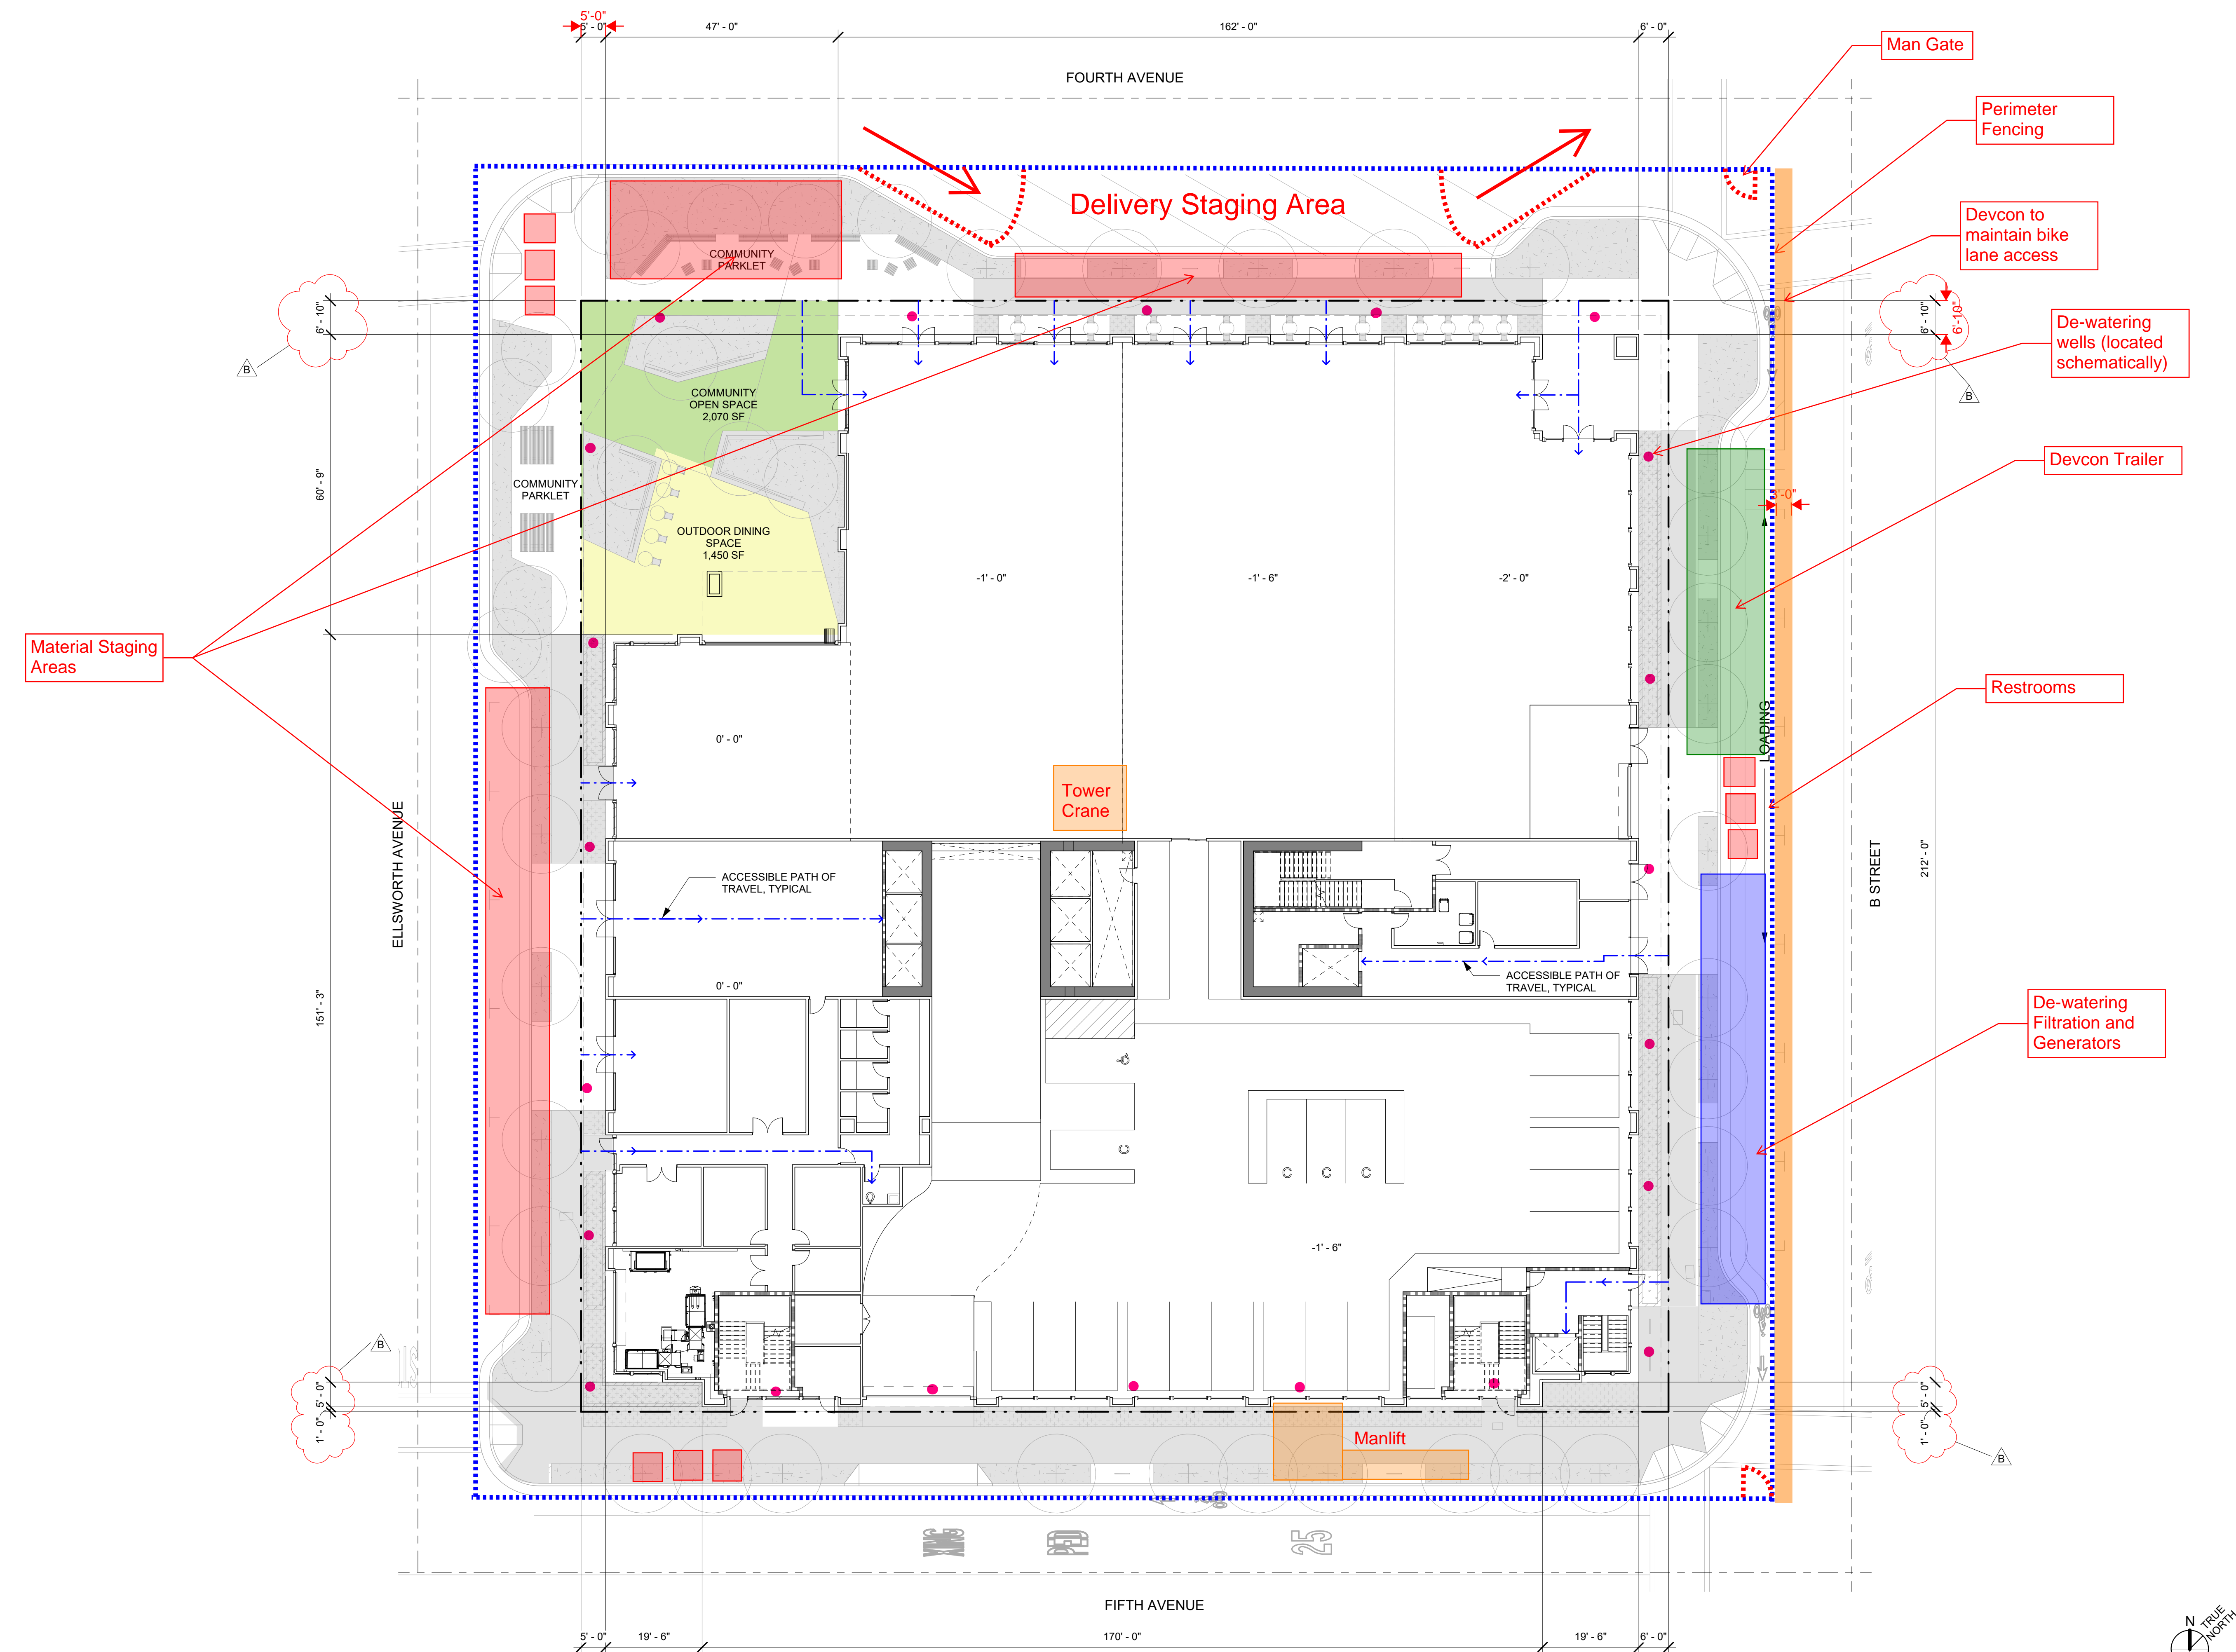 5'-0"
5' - 0"
47' - 0"
162' - 0"
6' - 0"
Man Gate
FOURTH AVENUE
Perimeter
Fencing
Delivery Staging Area
Devcon to
maintain bike
lane access
COMMUNITY
PARKLET
6' - 10"
6' - 10"
6'-10"
De-watering
wells (located
schematically)
B
B
COMMUNITY
OPEN SPACE
2,070 SF
Devcon Trailer
60' - 9"
COMMUNITY
PARKLET
3'-0"
OUTDOOR DINING
SPACE
1,450 SF
-1' - 0"
-1' - 6"
-2' - 0"
Material Staging
Areas
Restrooms
0' - 0"
LOADING
Tower
Crane
ELLSWORTH AVENUE
B STREET
212' - 0"
ACCESSIBLE PATH OF
TRAVEL, TYPICAL
ACCESSIBLE PATH OF
TRAVEL, TYPICAL
0' - 0"
151' - 3"
De-watering
Filtration and
Generators
C
C
C
C
-1' - 6"
B
5' - 0"
1' - 0"
5' - 0"
1' - 0"
Manlift
B
25
FIFTH AVENUE
5' - 0"
19' - 6"
170' - 0"
19' - 6"
6' - 0"
N
TRUE
NORTH